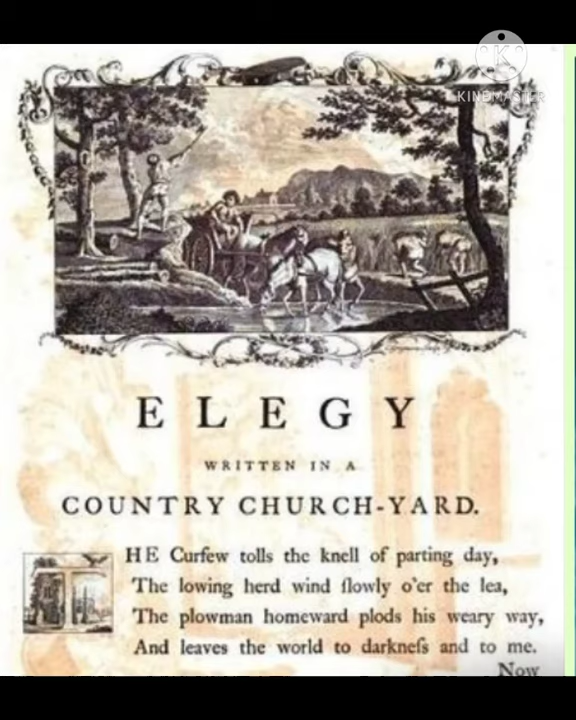 KINEMASTER
ELEGY
WRITTEN IN A
COUNTRY CHURCH-YARD.
THE Curfew tolls the knell of parting day,
The lowing herd wind ſlowly o'er the lea,
The plowman homeward plods his weary way,
And leaves the world to darkneſs and to me.
Now